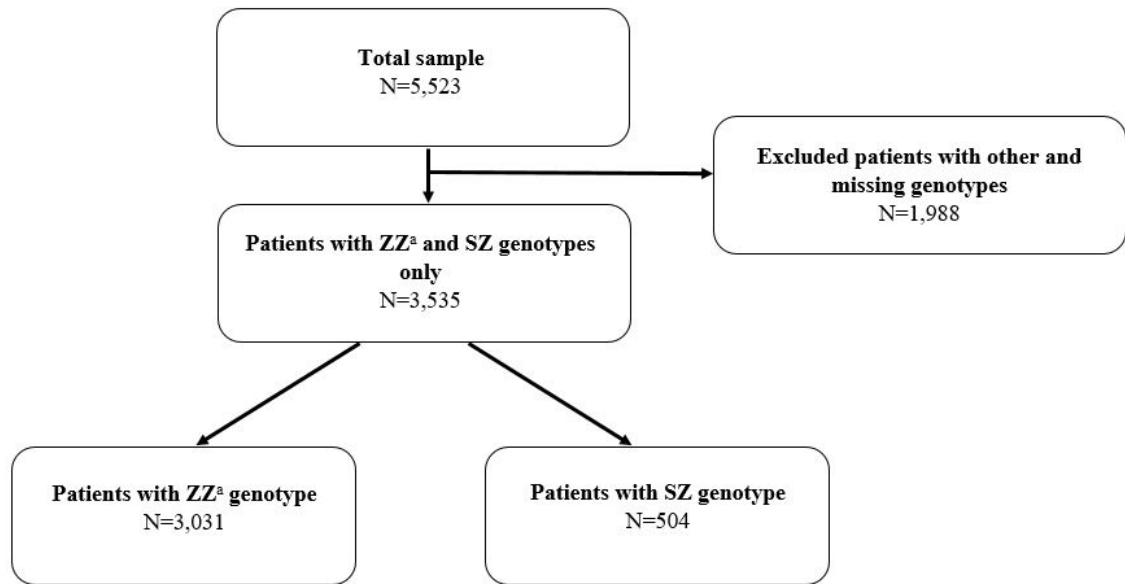 Total sample
N=5,523
Excluded patients with other and
missing genotypes
N=1,988
Patients with ZZᵃ and SZ genotypes
only
N=3,535
Patients with ZZᵃ genotype
N=3,031
Patients with SZ genotype
N=504